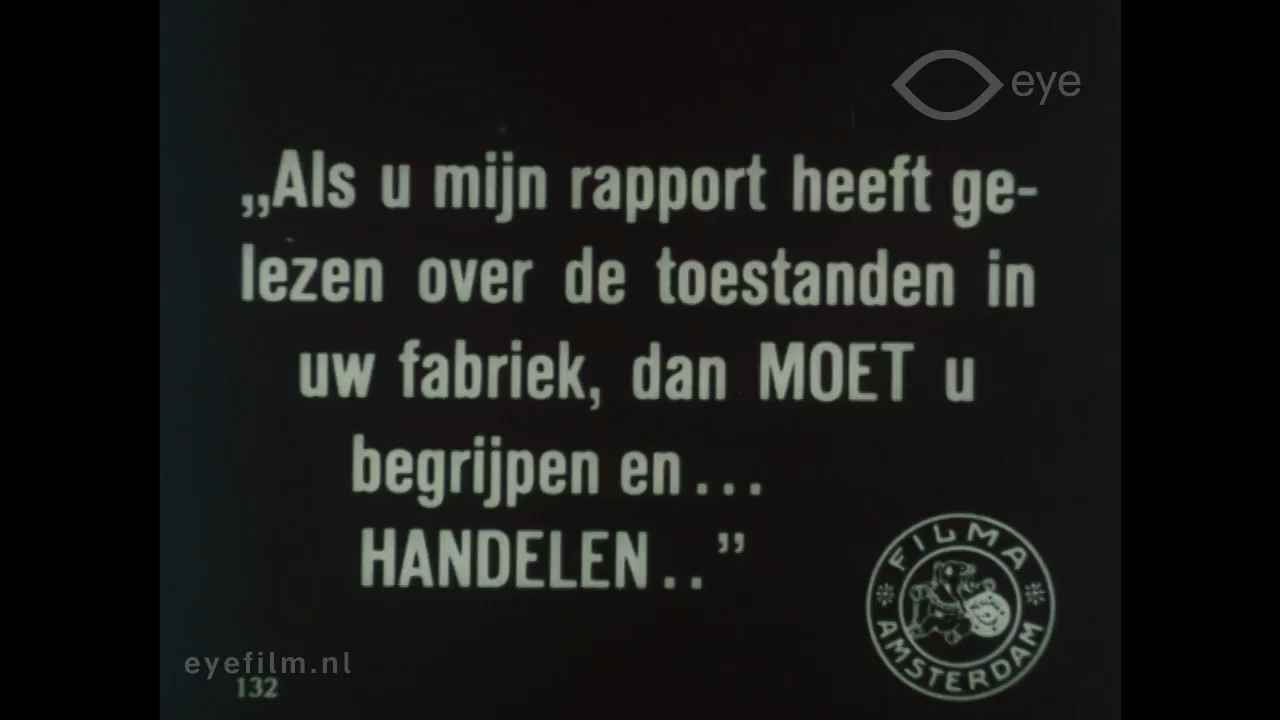 eye
„Als u mijn rapport heeft ge-
lezen over de toestanden in
uw fabriek, dan MOET u
begrijpen en ...
HANDELEN .. ”
FILMA
AMSTERDAM
eyefilm.nl
132